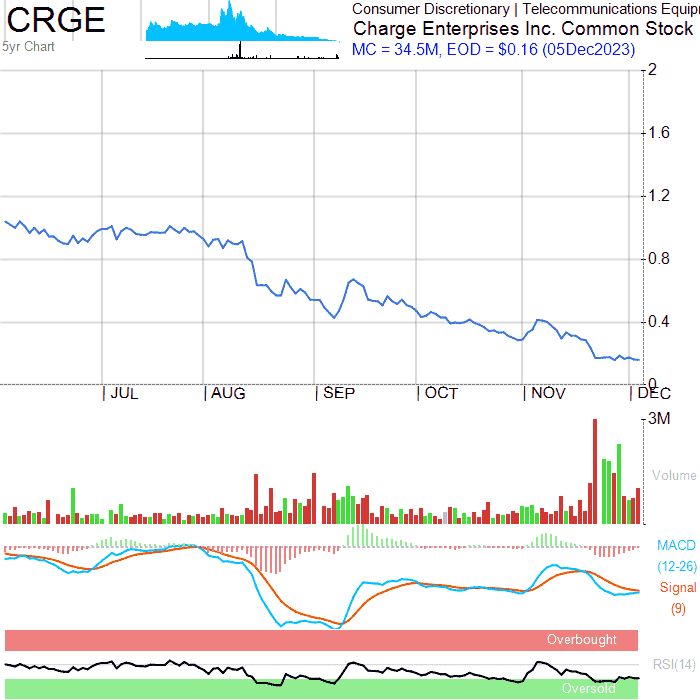 CRGE
5yr Chart
Consumer Discretionary | Telecommunications Equip
Charge Enterprises Inc. Common Stock
MC = 34.5M, EOD = $0.16 (05Dec2023)
2
1.6
1.2
0.8
0.4
0
JUL AUG SEP OCT NOV DEC
3M
Volume
MACD
(12-26)
Signal
(9)
Overbought
RSI(14)
Oversold